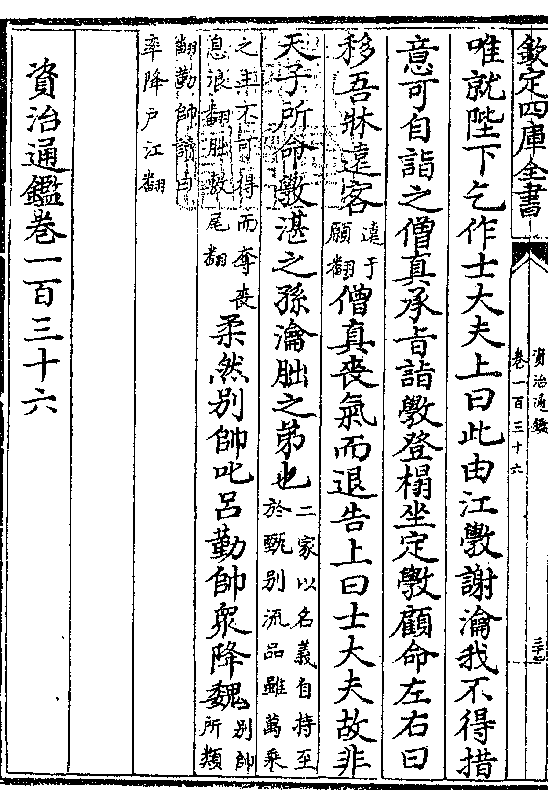 欽定四庫全書
資治通鑑
卷一百三十六
唯就陛下乞作士大夫上曰此由江斆謝瀹我不得措
意可自詣之僧真承旨詣斆登榻坐定斆顧命左右曰
移吾牀遠客遠于願翻僧真喪氣而退告上曰士大夫故非
天子所命斆湛之孫瀹朏之弟也二家以名義自持至於甄别流品雖萬乘
之主不可得而奪喪息浪翻朏敷尾翻柔然别帥叱呂勤帥衆降魏别帥所類
翻勤帥讀曰率降户江翻
資治通鑑卷一百三十六